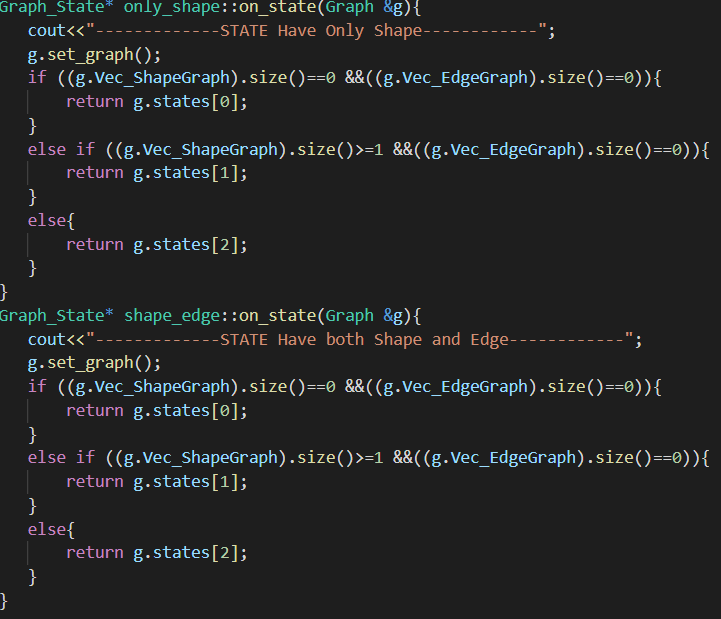 Graph_State* only_shape::on_state(Graph &g){
    cout<<"-------------STATE Have Only Shape------------";
    g.set_graph();
    if ((g.Vec_ShapeGraph).size()==0 &&((g.Vec_EdgeGraph).size()==0)){
        return g.states[0];
    }
    else if ((g.Vec_ShapeGraph).size()>=1 &&((g.Vec_EdgeGraph).size()==0)){
        return g.states[1];
    }
    else{
        return g.states[2];
    }
}
Graph_State* shape_edge::on_state(Graph &g){
    cout<<"-------------STATE Have both Shape and Edge------------";
    g.set_graph();
    if ((g.Vec_ShapeGraph).size()==0 &&((g.Vec_EdgeGraph).size()==0)){
        return g.states[0];
    }
    else if ((g.Vec_ShapeGraph).size()>=1 &&((g.Vec_EdgeGraph).size()==0)){
        return g.states[1];
    }
    else{
        return g.states[2];
    }
}